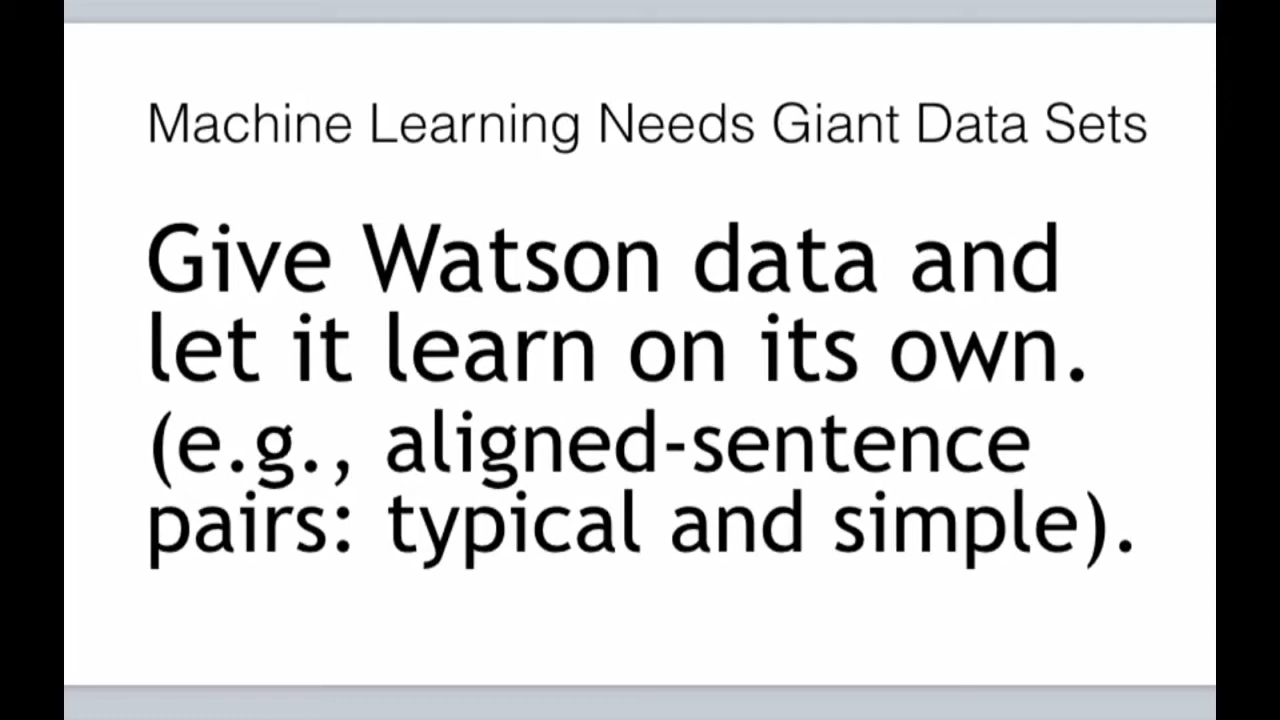 Machine Learning Needs Giant Data Sets
Give Watson data and
let it learn on its own.
(e.g., aligned-sentence
pairs: typical and simple).